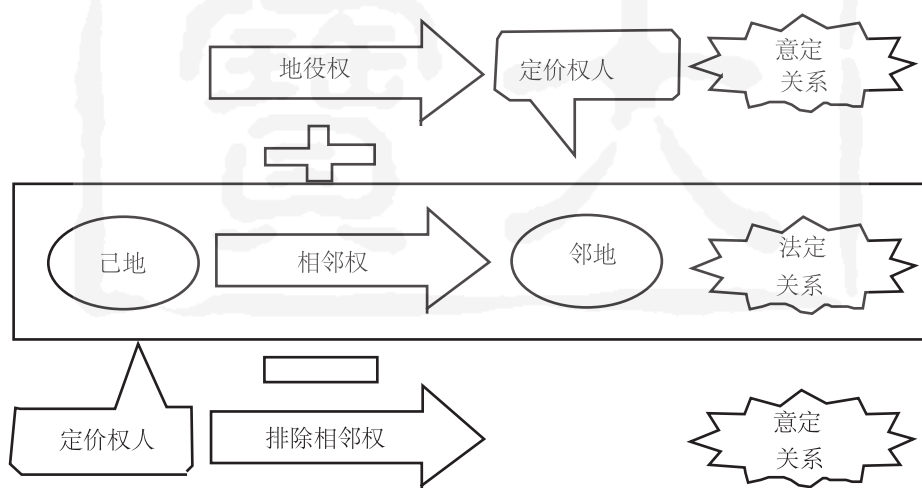 地役权
定价权人
意定
关系
己地
相邻权
邻地
法定
关系
定价权人
排除相邻权
意定
关系